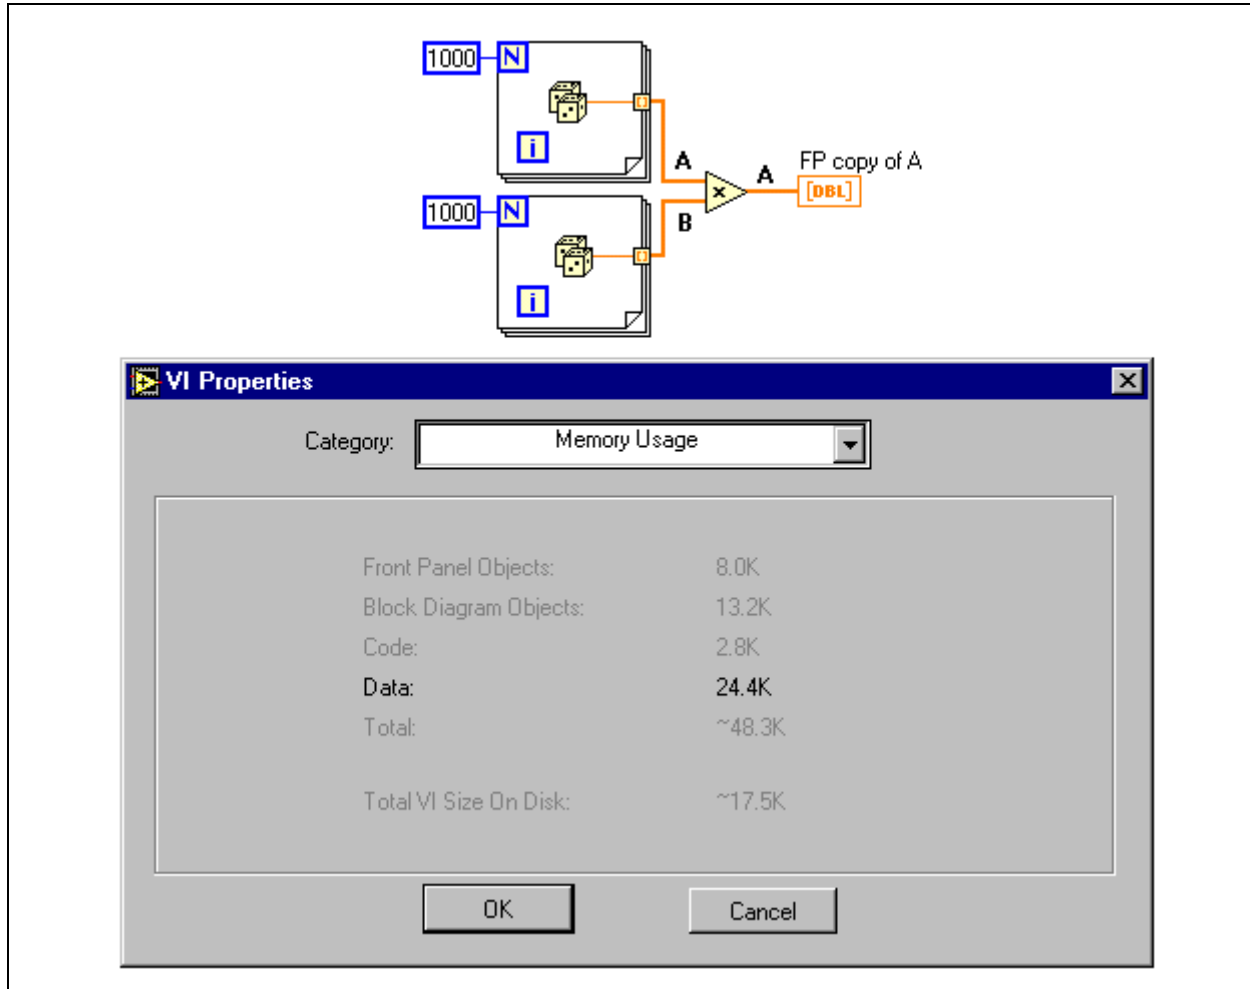 1000 N
i
A
FP copy of A
× A [DBL]
1000 N
B
i
VI Properties
Category: Memory Usage
Front Panel Objects: 8.0K
Block Diagram Objects: 13.2K
Code: 2.8K
Data: 24.4K
Total: ~48.3K
Total VI Size On Disk: ~17.5K
OK Cancel